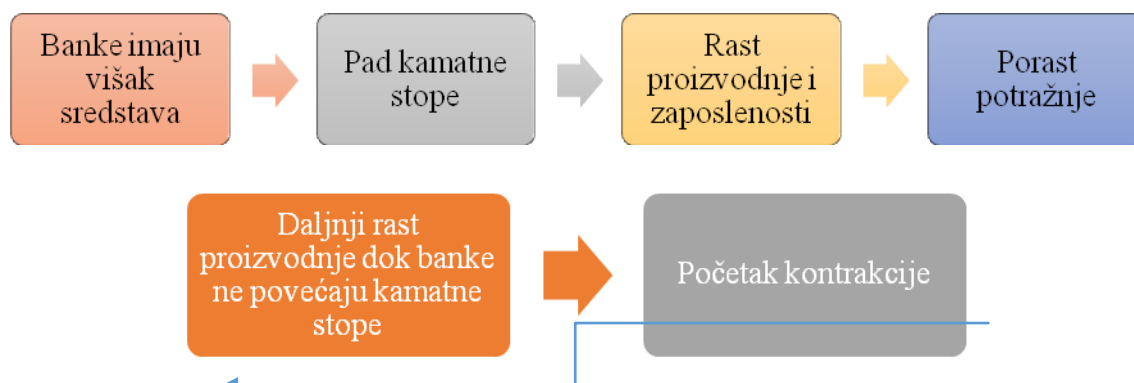 Banke imaju
višak
sredstava
Pad kamatne
stope
Rast
proizvodnje i
zaposlenosti
Porast
potražnje
Daljnji rast
proizvodnje dok banke
ne povećaju kamatne
stope
Početak kontrakcije